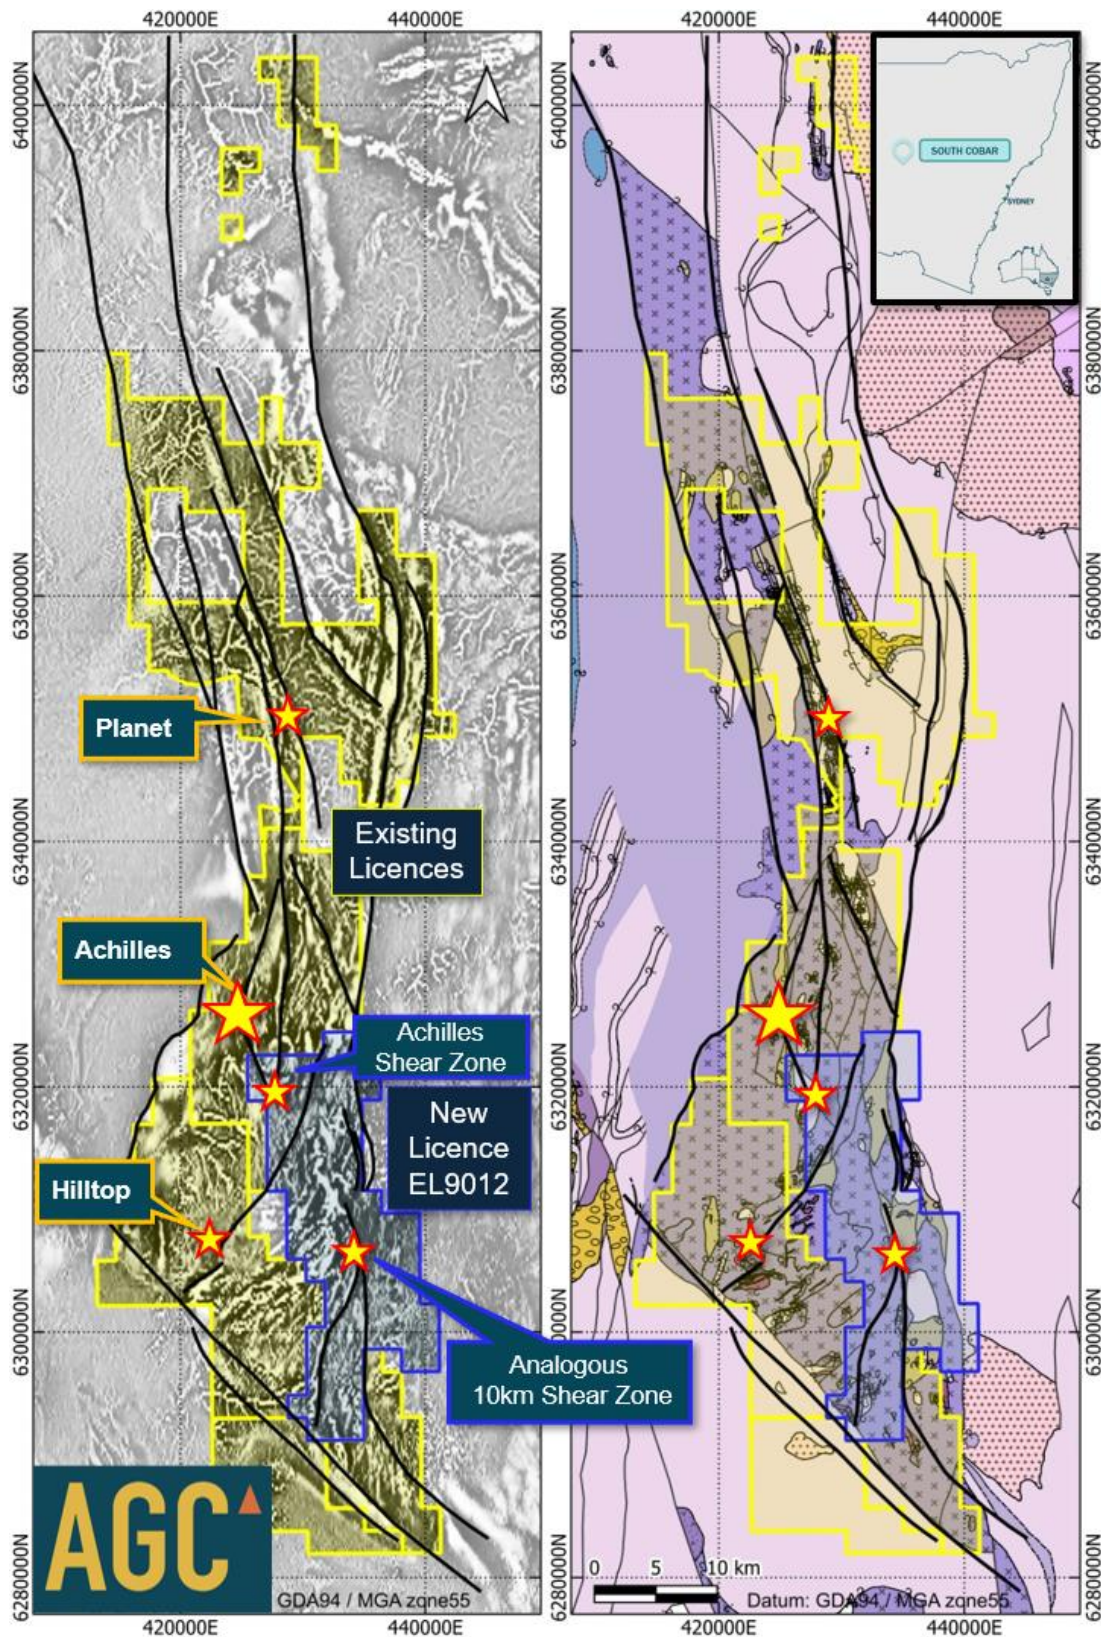 420000E
440000E
420000E
440000E
6400000N
6400000N
SOUTH COBAR
SYDNEY
6380000N
6380000N
6360000N
6360000N
Planet
Existing
Licences
6340000N
6340000N
Achilles
Achilles
Shear Zone
6320000N
6320000N
New
Licence
EL9012
Hilltop
6300000N
6300000N
Analogous
10km Shear Zone
AGC
6280000N
6280000N
GDA94 / MGA zone55
0 5 10 km
Datum: GDA94 / MGA zone55
420000E
440000E
420000E
440000E